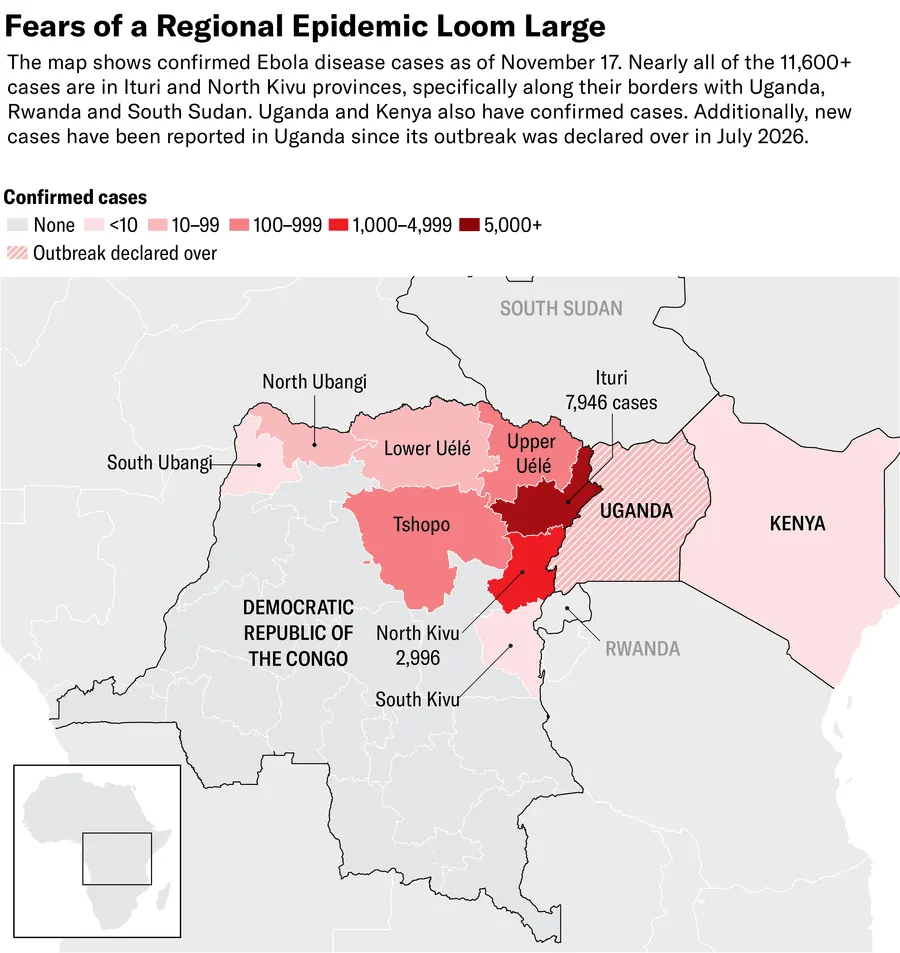 Fears of a Regional Epidemic Loom Large
The map shows confirmed Ebola disease cases as of November 17. Nearly all of the 11,600+
cases are in Ituri and North Kivu provinces, specifically along their borders with Uganda,
Rwanda and South Sudan. Uganda and Kenya also have confirmed cases. Additionally, new
cases have been reported in Uganda since its outbreak was declared over in July 2026.
Confirmed cases
None <10 10–99 100–999 1,000–4,999 5,000+
Outbreak declared over
SOUTH SUDAN
North Ubangi
Ituri
7,946 cases
South Ubangi
Lower Uélé
Upper
Uélé
Tshopo
UGANDA
KENYA
DEMOCRATIC
REPUBLIC OF
THE CONGO
North Kivu
2,996
RWANDA
South Kivu